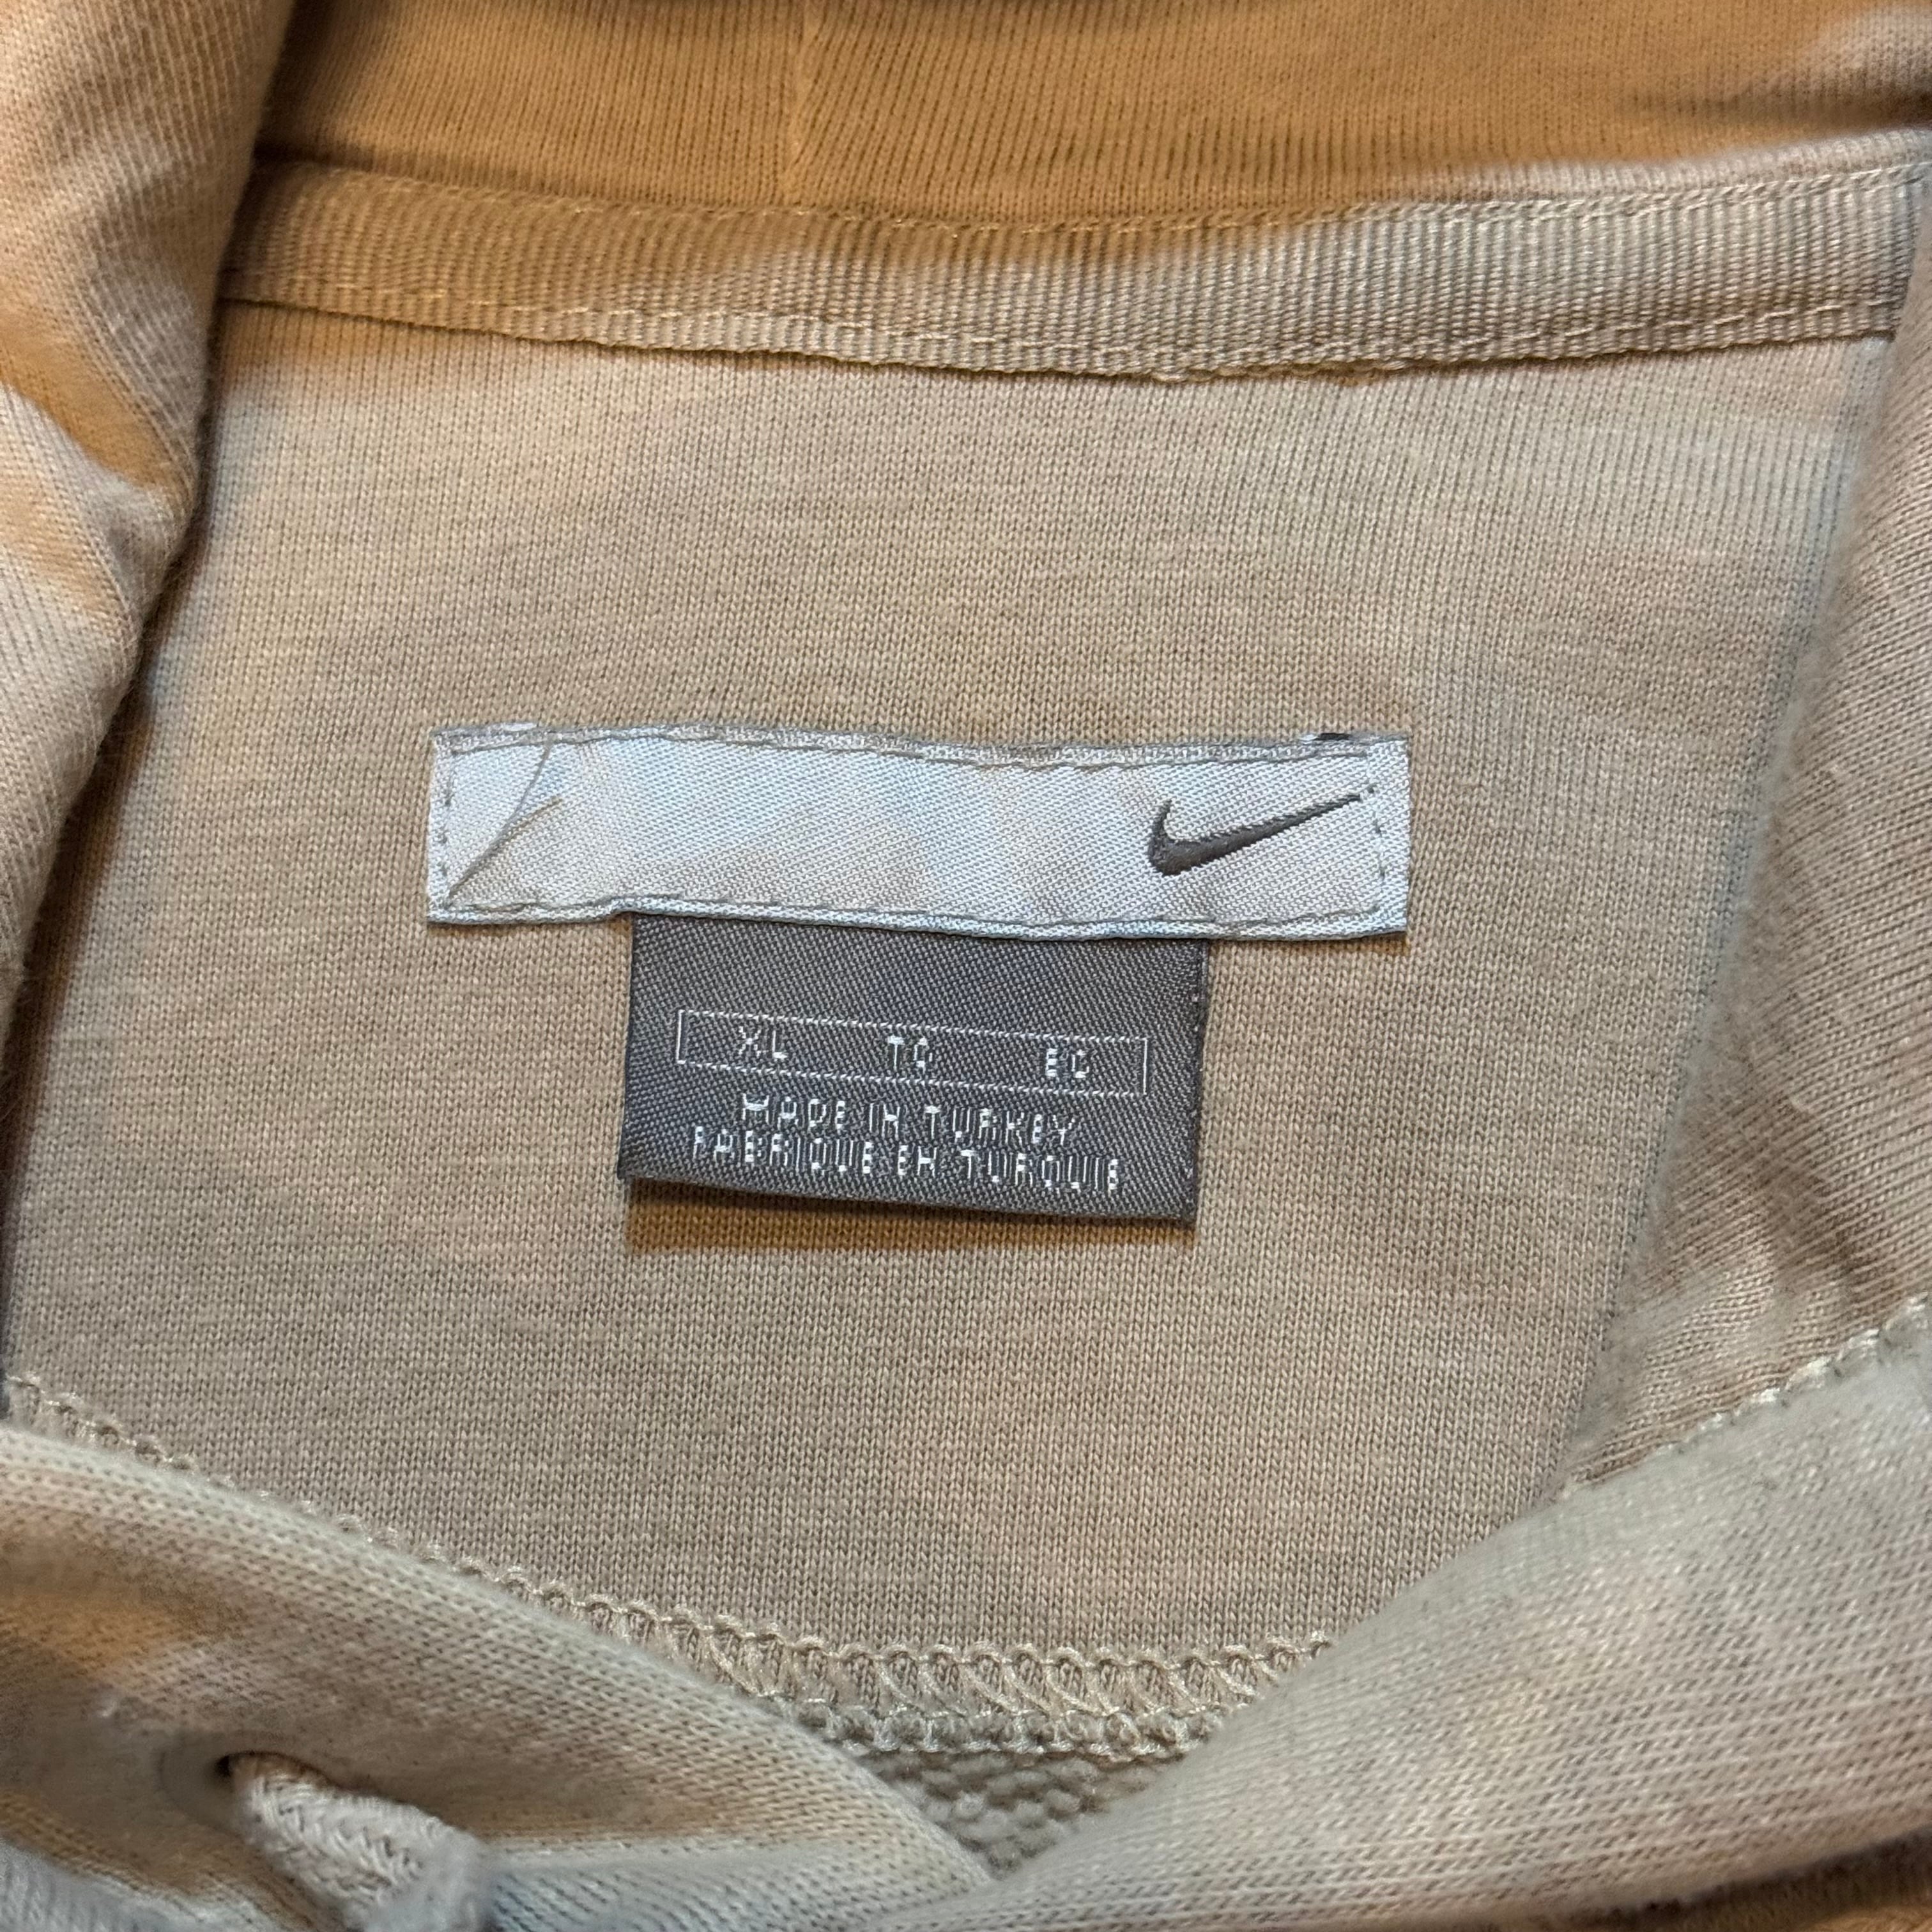 XL TG EG
MADE IN TURKEY
FABRIQUE EN TURQUIE